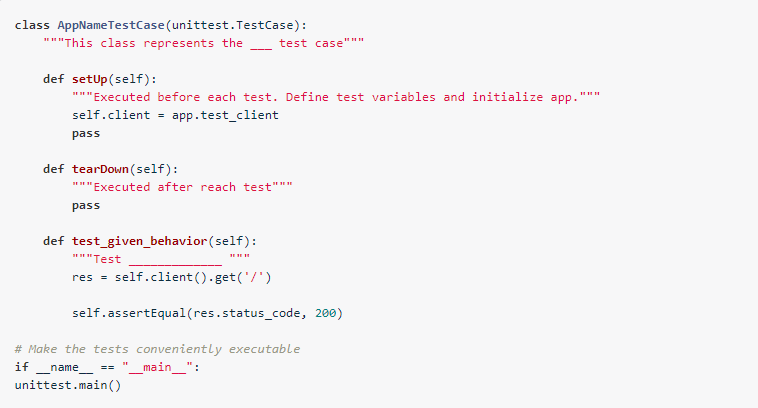 class AppNameTestCase(unittest.TestCase):
    """This class represents the ___ test case"""

    def setUp(self):
        """Executed before each test. Define test variables and initialize app."""
        self.client = app.test_client
        pass

    def tearDown(self):
        """Executed after reach test"""
        pass

    def test_given_behavior(self):
        """Test _____________ """
        res = self.client().get('/')

        self.assertEqual(res.status_code, 200)

# Make the tests conveniently executable
if __name__ == "__main__":
unittest.main()